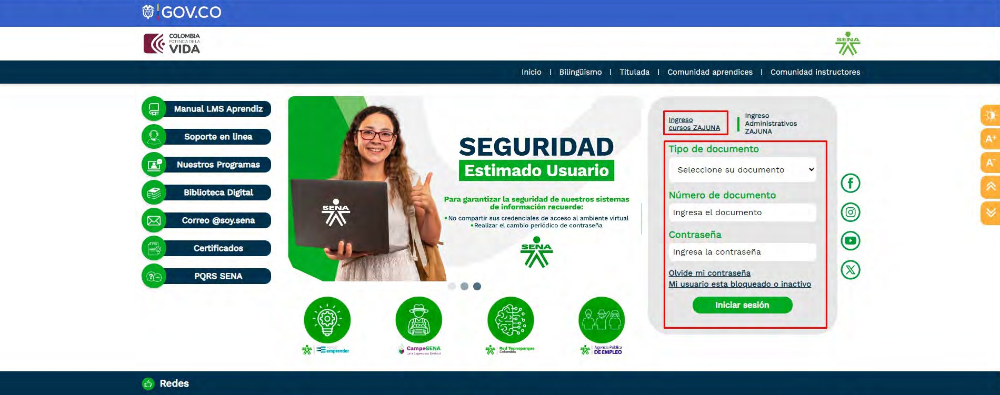 GOV.CO
COLOMBIA
POTENCIA DE LA
VIDA
SENA
Inicio | Bilingüismo | Titulada | Comunidad aprendices | Comunidad instructores
Manual LMS Aprendiz
Soporte en linea
Nuestros Programas
Biblioteca Digital
Correo @soy.sena
Certificados
PQRS SENA
SENA
SEGURIDAD
Estimado Usuario
Para garantizar la seguridad de nuestros sistemas
de información recuerde:
•No compartir sus credenciales de acceso al ambiente virtual
•Realizar el cambio periódico de contraseña
SENA
Ingreso
cursos ZAJUNA
Ingreso
Administrativos
ZAJUNA
Tipo de documento
Seleccione su documento
Número de documento
Ingresa el documento
Contraseña
Ingresa la contraseña
Olvide mi contraseña
Mi usuario esta bloqueado o inactivo
Iniciar sesión
A+
A-
emprender
CampeSENA
Red Tecnoparque
Colombia
Agencia Pública
DE EMPLEO
Redes